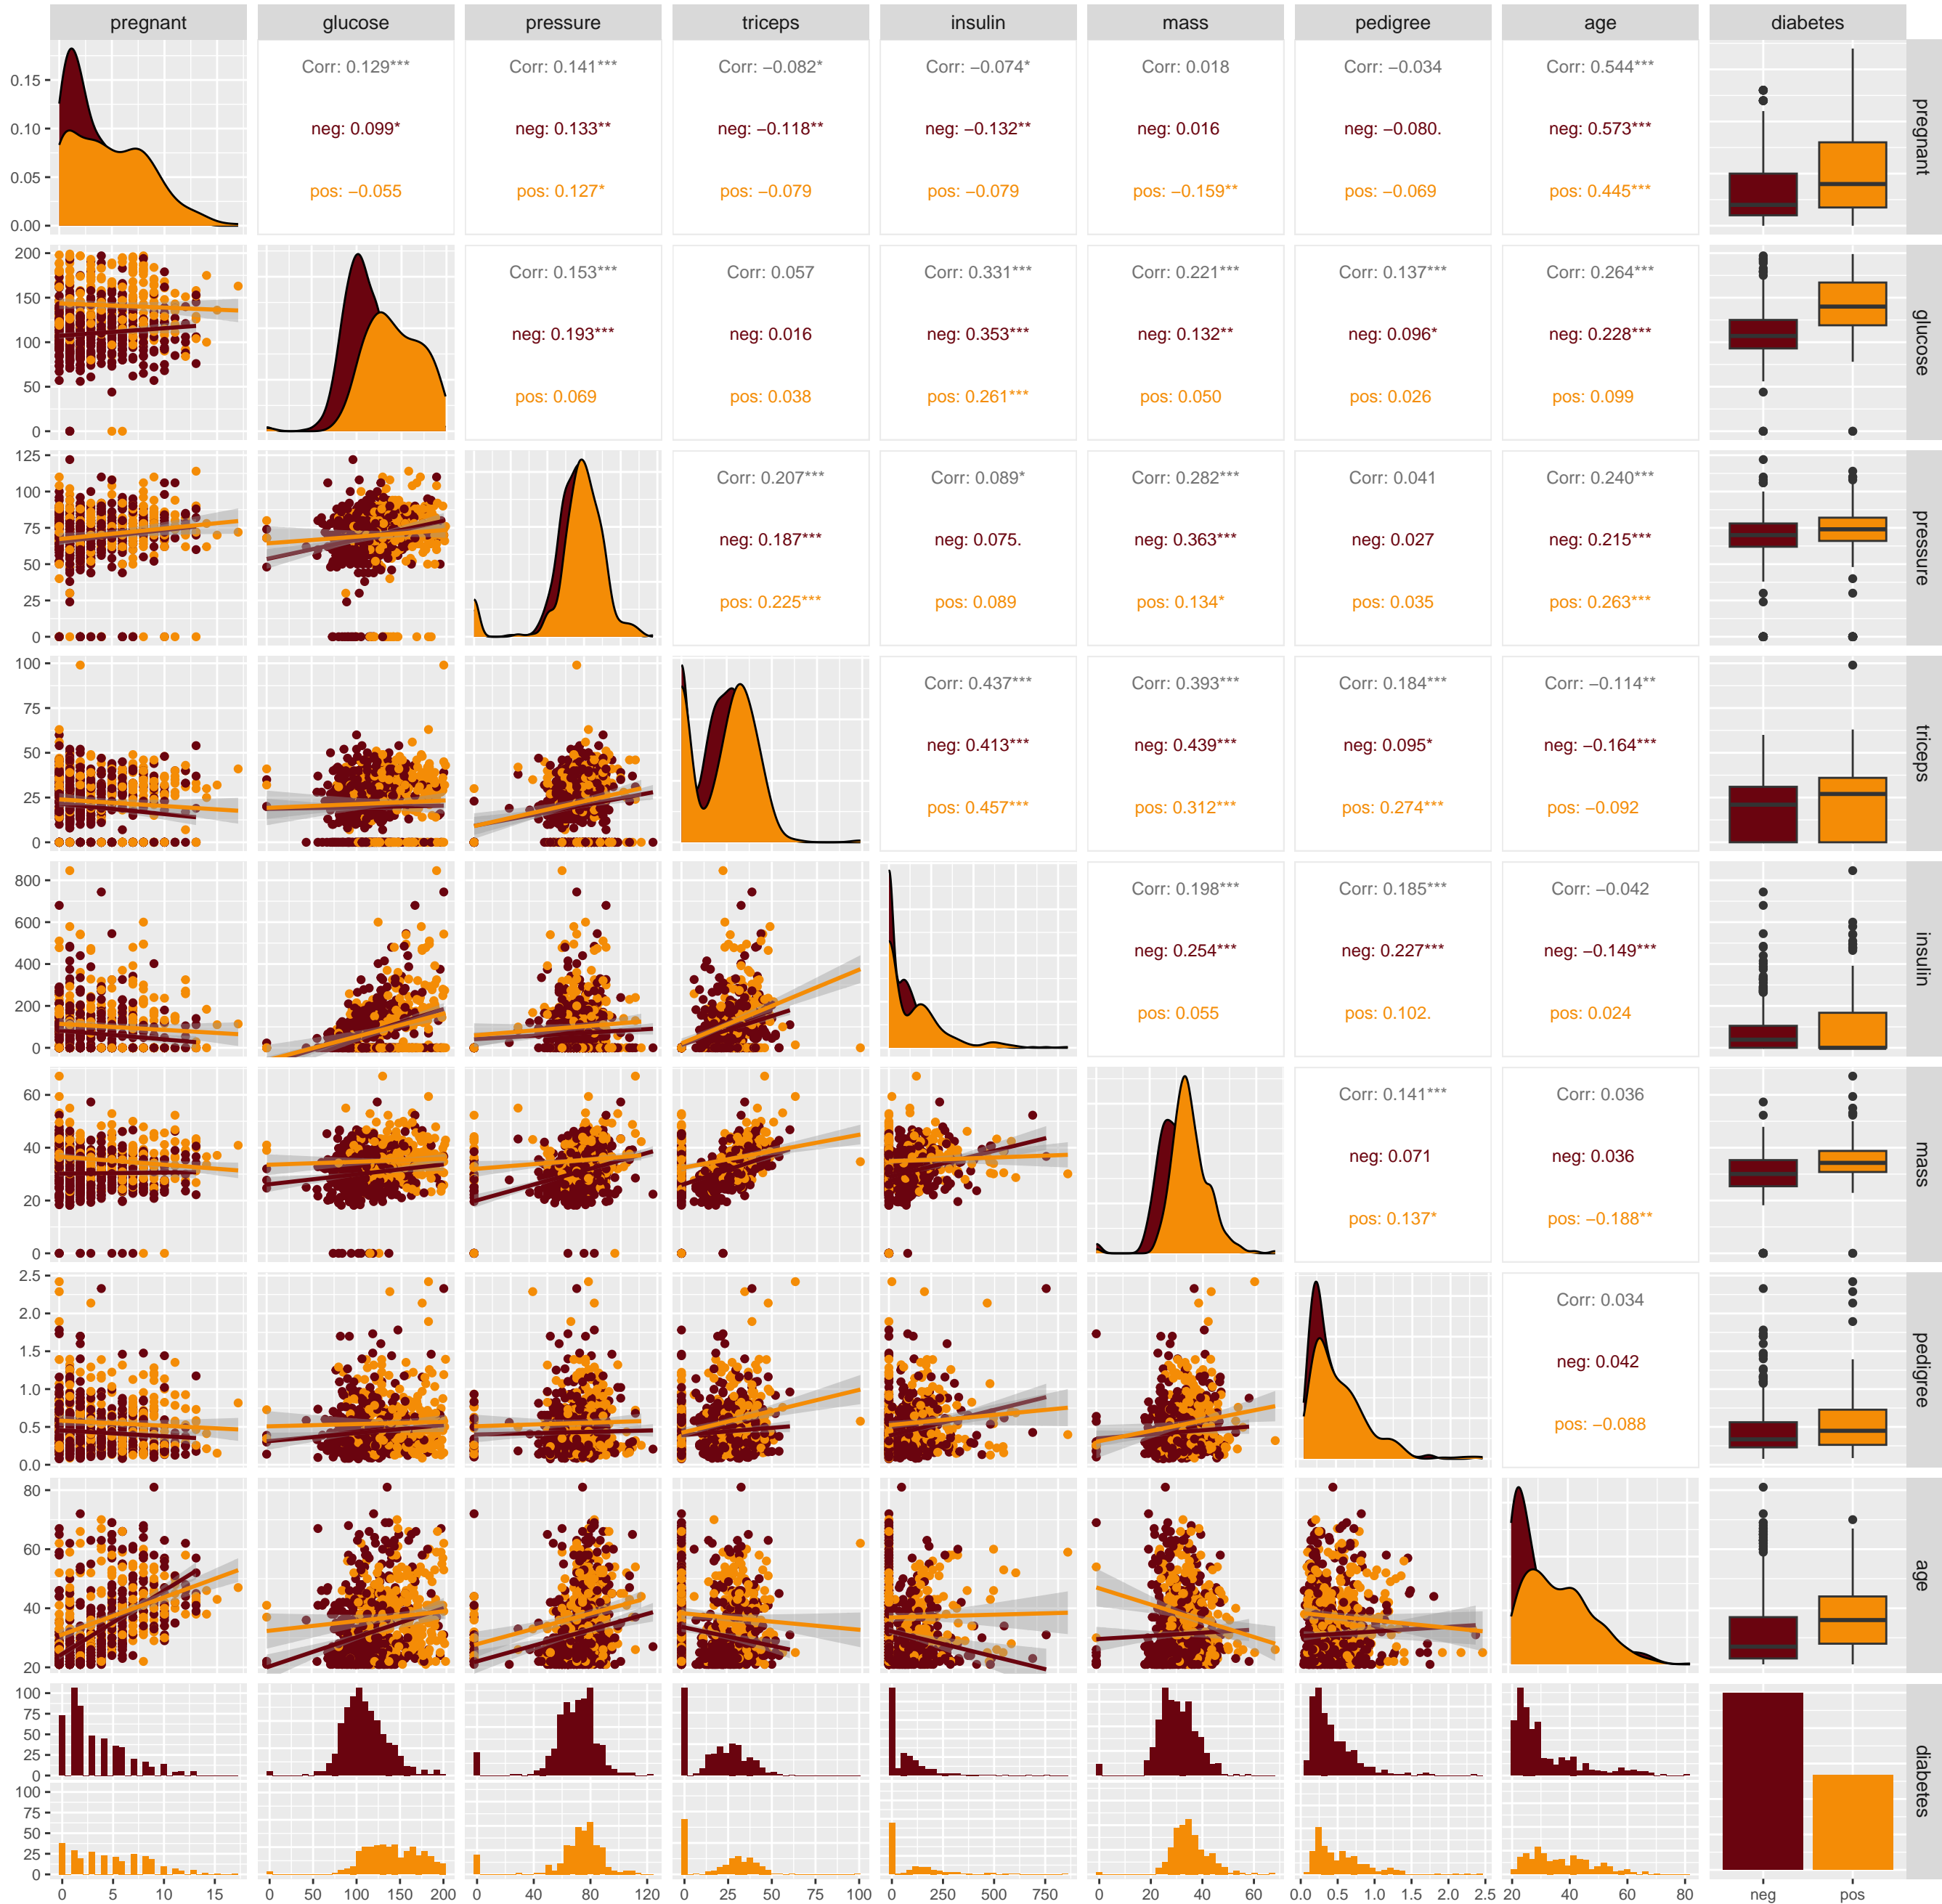 pregnant glucose pressure triceps insulin mass pedigree age diabetes
0.15
0.10
0.05
0.00
Corr: 0.129*** Corr: 0.141*** Corr: −0.082* Corr: −0.074* Corr: 0.018 Corr: −0.034 Corr: 0.544***
neg: 0.099* neg: 0.133** neg: −0.118** neg: −0.132** neg: 0.016 neg: −0.080. neg: 0.573***
pos: −0.055 pos: 0.127* pos: −0.079 pos: −0.079 pos: −0.159** pos: −0.069 pos: 0.445***
pregnant
200
150
100
50
0
Corr: 0.153*** Corr: 0.057 Corr: 0.331*** Corr: 0.221*** Corr: 0.137*** Corr: 0.264***
neg: 0.193*** neg: 0.016 neg: 0.353*** neg: 0.132** neg: 0.096* neg: 0.228***
pos: 0.069 pos: 0.038 pos: 0.261*** pos: 0.050 pos: 0.026 pos: 0.099
glucose
125
100
75
50
25
0
Corr: 0.207*** Corr: 0.089* Corr: 0.282*** Corr: 0.041 Corr: 0.240***
neg: 0.187*** neg: 0.075. neg: 0.363*** neg: 0.027 neg: 0.215***
pos: 0.225*** pos: 0.089 pos: 0.134* pos: 0.035 pos: 0.263***
pressure
100
75
50
25
0
Corr: 0.437*** Corr: 0.393*** Corr: 0.184*** Corr: −0.114**
neg: 0.413*** neg: 0.439*** neg: 0.095* neg: −0.164***
pos: 0.457*** pos: 0.312*** pos: 0.274*** pos: −0.092
triceps
800
600
400
200
0
Corr: 0.198*** Corr: 0.185*** Corr: −0.042
neg: 0.254*** neg: 0.227*** neg: −0.149***
pos: 0.055 pos: 0.102. pos: 0.024
insulin
60
40
20
0
Corr: 0.141*** Corr: 0.036
neg: 0.071 neg: 0.036
pos: 0.137* pos: −0.188**
mass
2.5
2.0
1.5
1.0
0.5
0.0
Corr: 0.034
neg: 0.042
pos: −0.088
pedigree
80
60
40
20
age
100
75
50
25
0
100
75
50
25
0
diabetes
0 5 10 15 0 50 100 150 200 0 40 80 120 0 25 50 75 100 0 250 500 750 0 20 40 60 0.0 0.5 1.0 1.5 2.0 2.5 20 40 60 80 neg pos